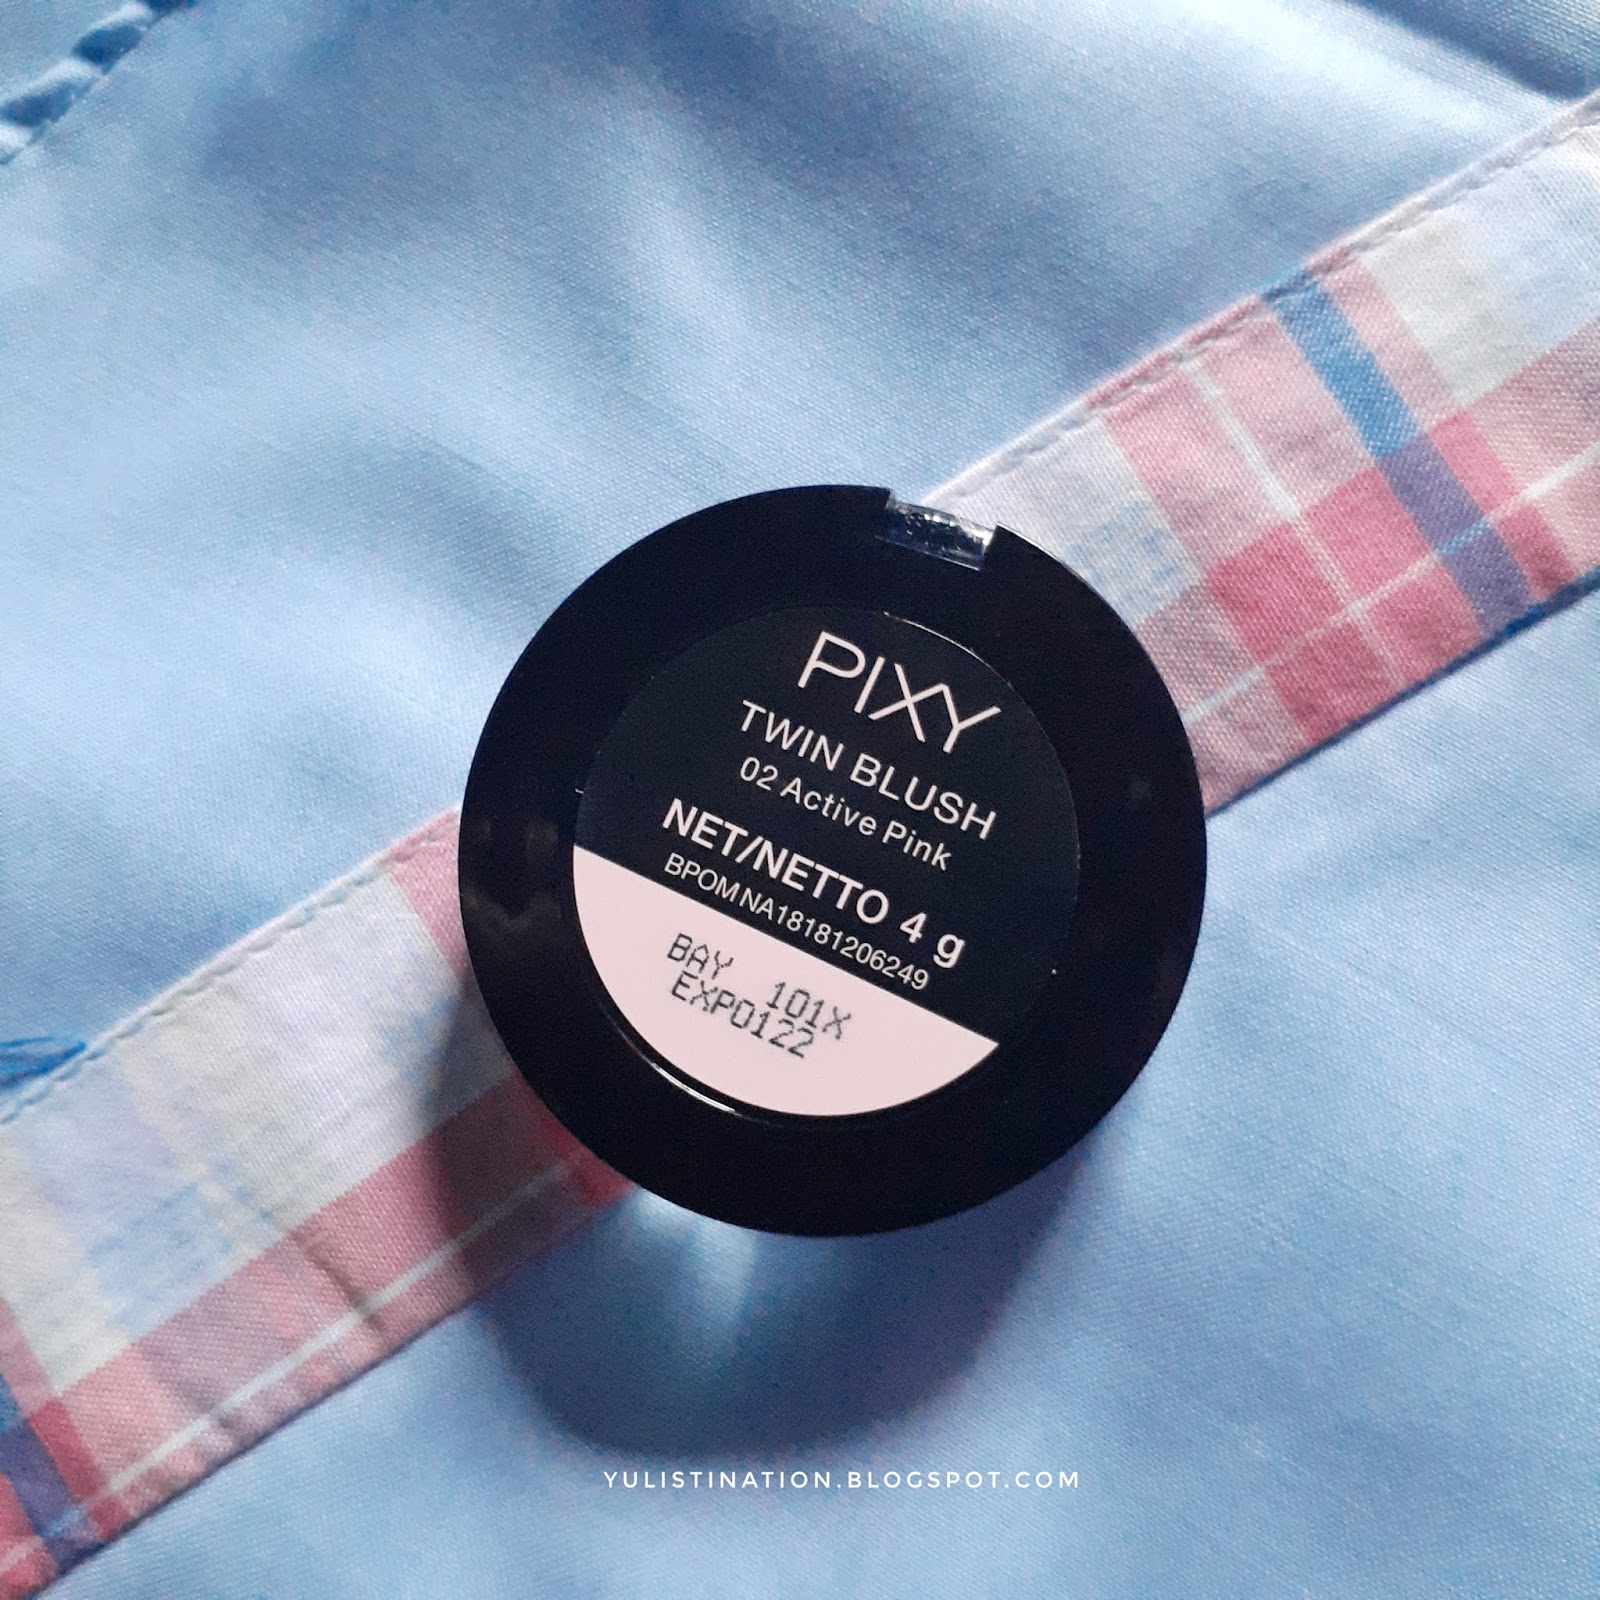 PIXY
TWIN BLUSH
02 Active Pink
NET/NETTO 4 g
BPOM NA18181206249
BAY 101X
EXP0122
YULISTINATION.BLOGSPOT.COM